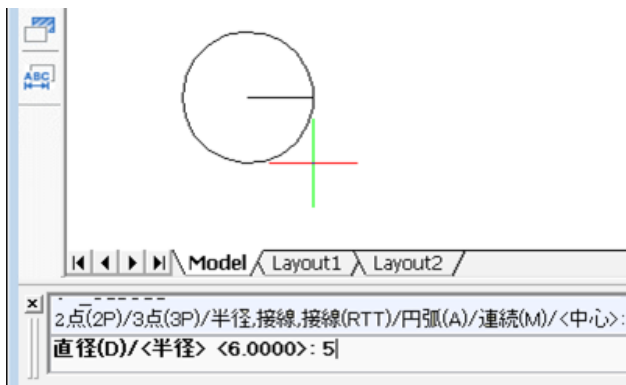 ABC
Model Layout1 Layout2
2点(2P)/3点(3P)/半径,接線,接線(RTT)/円弧(A)/連続(M)/<中心>:
直径(D)/<半径> <6.0000>: 5